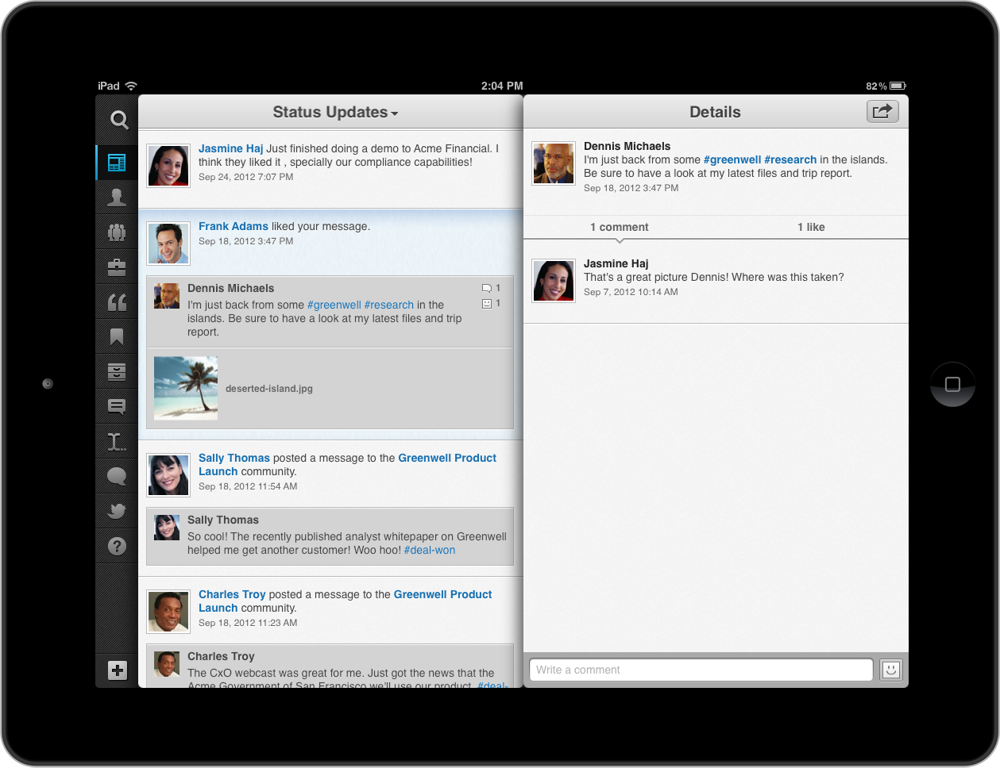 iPad
2:04 PM
82%
Status Updates
Jasmine Haj Just finished doing a demo to Acme Financial. I
think they liked it , specially our compliance capabilities!
Sep 24, 2012 7:07 PM
Frank Adams liked your message.
Sep 18, 2012 3:47 PM
Dennis Michaels
1
I'm just back from some #greenwell #research in the
1
islands. Be sure to have a look at my latest files and trip
report.
deserted-island.jpg
Sally Thomas posted a message to the Greenwell Product
Launch community.
Sep 18, 2012 11:54 AM
Sally Thomas
So cool! The recently published analyst whitepaper on Greenwell
helped me get another customer! Woo hoo! #deal-won
Charles Troy posted a message to the Greenwell Product
Launch community.
Sep 18, 2012 11:23 AM
Charles Troy
The CxO webcast was great for me. Just got the news that the
Acme Government of San Francisco we'll use our product. #deal-
Details
Dennis Michaels
I'm just back from some #greenwell #research in the islands.
Be sure to have a look at my latest files and trip report.
Sep 18, 2012 3:47 PM
1 comment
1 like
Jasmine Haj
That's a great picture Dennis! Where was this taken?
Sep 7, 2012 10:14 AM
Write a comment